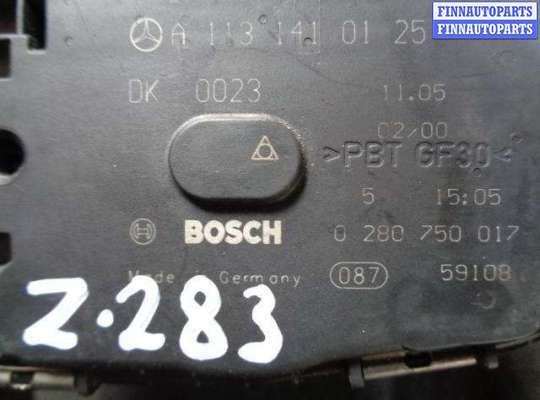 FINNAUTOPARTS
FINNAUTOPARTS
A 113 141 01 25
DK 0023 11.05
02/00
>PBT GF30<
5 15:05
BOSCH 0 280 750 017
Made in Germany 087 59108
Z.283